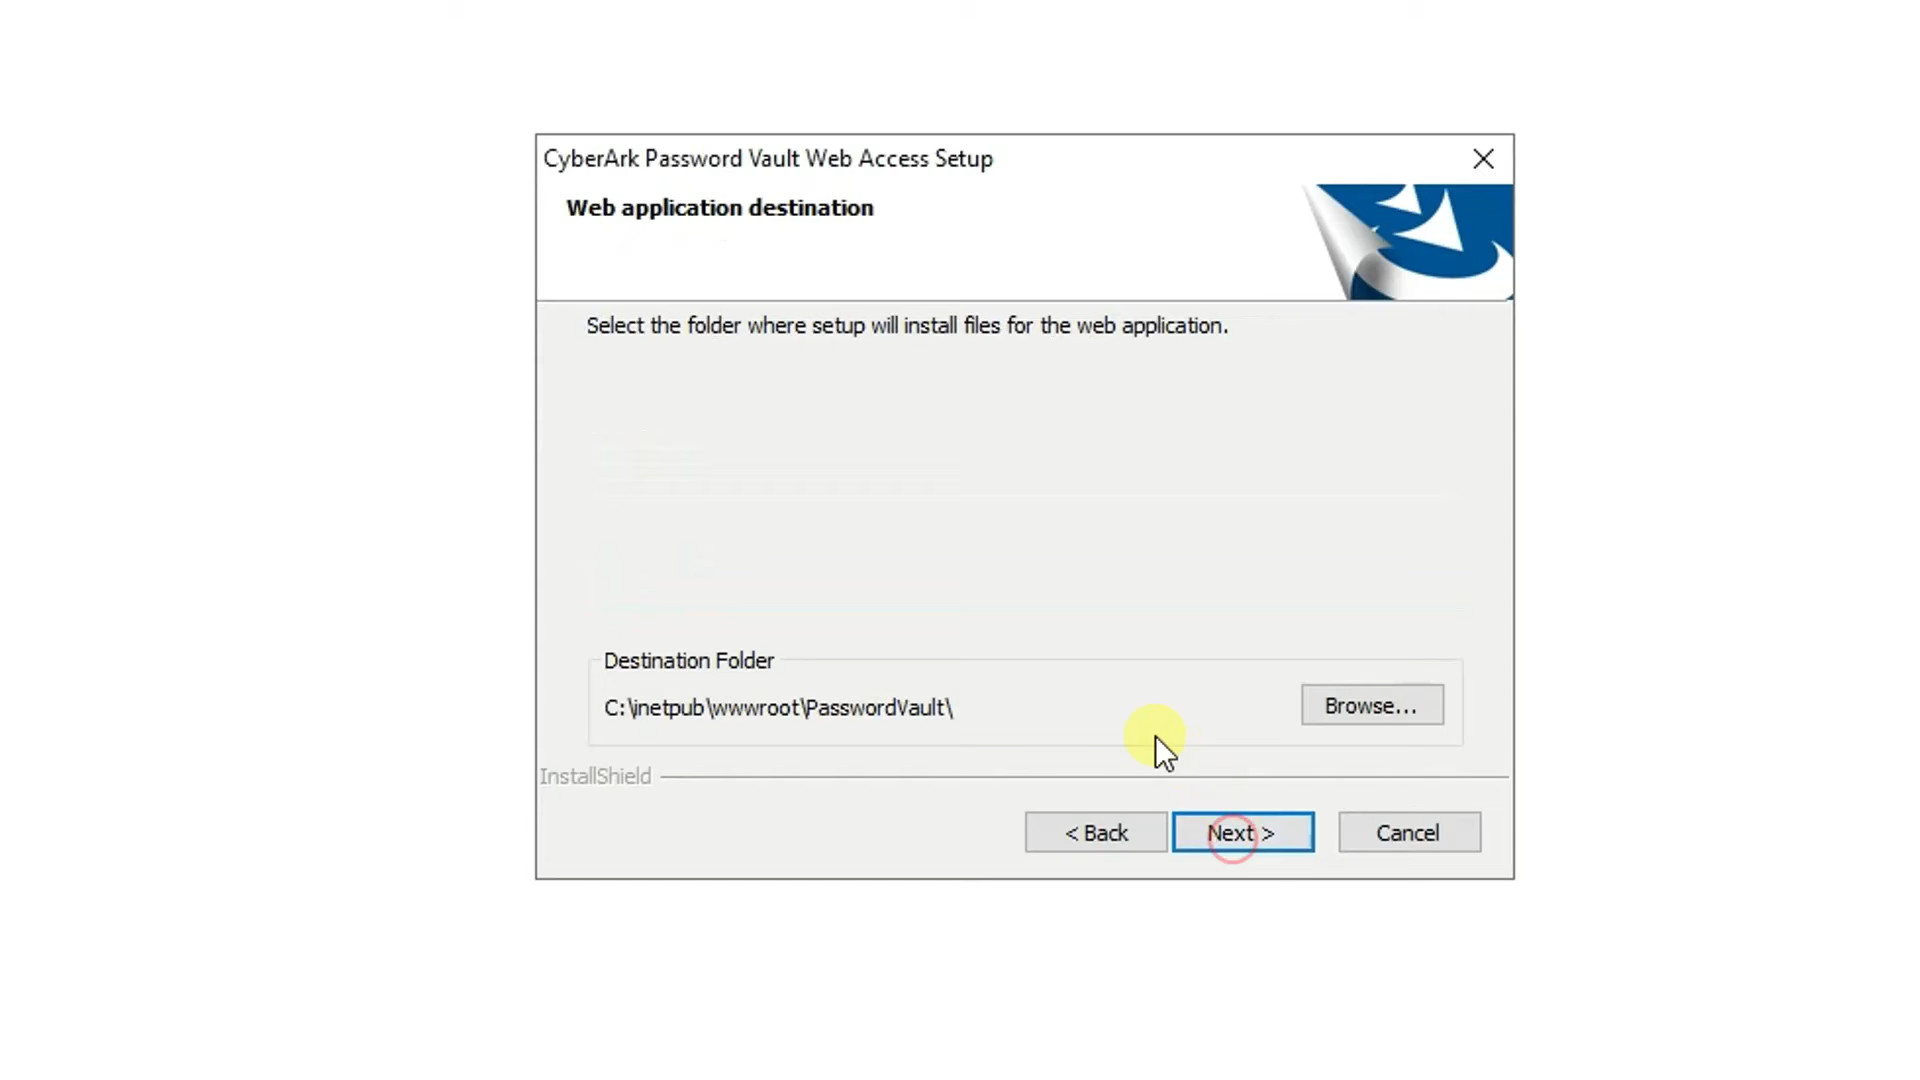 CyberArk Password Vault Web Access Setup
Web application destination
Select the folder where setup will install files for the web application.
Destination Folder
C:\inetpub\wwwroot\PasswordVault\
Browse...
InstallShield
< Back
Next >
Cancel